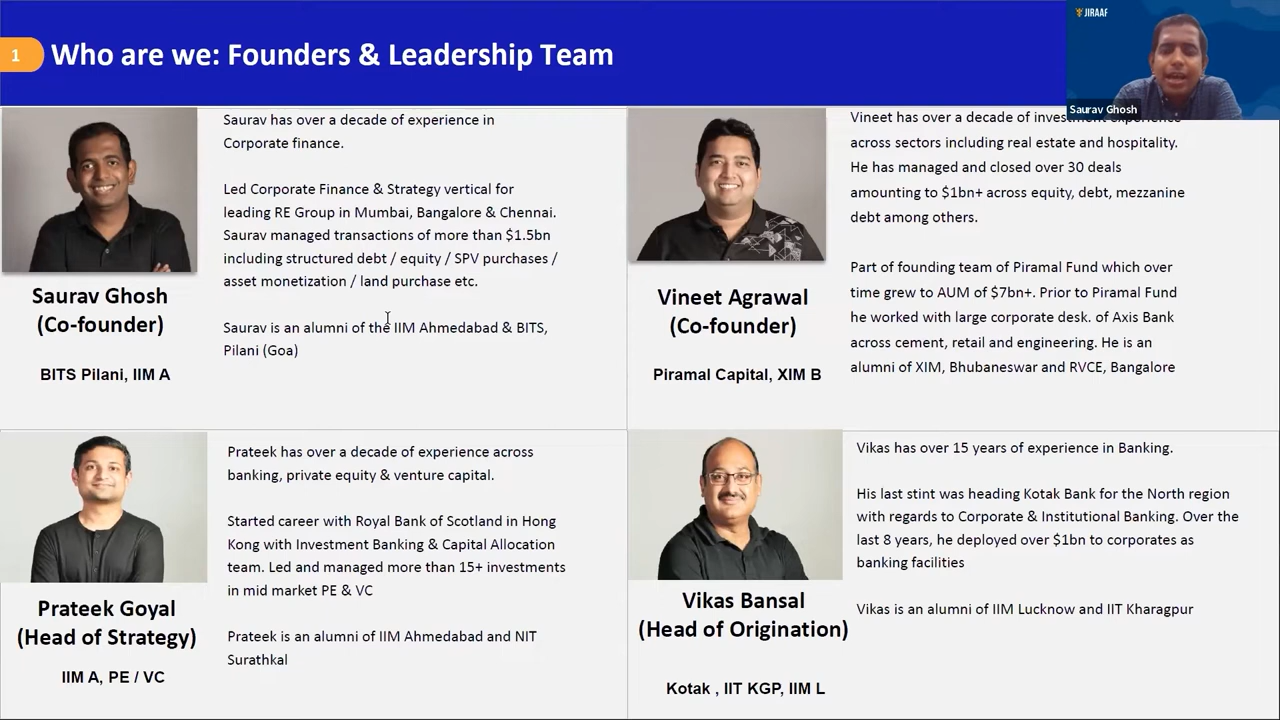 1
Who are we: Founders & Leadership Team
JIRAAF
Saurav Ghosh
Saurav has over a decade of experience in
Corporate finance.
Led Corporate Finance & Strategy vertical for
leading RE Group in Mumbai, Bangalore & Chennai.
Saurav managed transactions of more than $1.5bn
including structured debt / equity / SPV purchases /
asset monetization / land purchase etc.
Saurav is an alumni of the IIM Ahmedabad & BITS,
Pilani (Goa)
Saurav Ghosh
(Co-founder)
BITS Pilani, IIM A
Vineet has over a decade of investment experience
across sectors including real estate and hospitality.
He has managed and closed over 30 deals
amounting to $1bn+ across equity, debt, mezzanine
debt among others.
Part of founding team of Piramal Fund which over
time grew to AUM of $7bn+. Prior to Piramal Fund
he worked with large corporate desk. of Axis Bank
across cement, retail and engineering. He is an
alumni of XIM, Bhubaneswar and RVCE, Bangalore
Vineet Agrawal
(Co-founder)
Piramal Capital, XIM B
Prateek has over a decade of experience across
banking, private equity & venture capital.
Started career with Royal Bank of Scotland in Hong
Kong with Investment Banking & Capital Allocation
team. Led and managed more than 15+ investments
in mid market PE & VC
Prateek is an alumni of IIM Ahmedabad and NIT
Surathkal
Prateek Goyal
(Head of Strategy)
IIM A, PE / VC
Vikas has over 15 years of experience in Banking.
His last stint was heading Kotak Bank for the North region
with regards to Corporate & Institutional Banking. Over the
last 8 years, he deployed over $1bn to corporates as
banking facilities
Vikas is an alumni of IIM Lucknow and IIT Kharagpur
Vikas Bansal
(Head of Origination)
Kotak , IIT KGP, IIM L